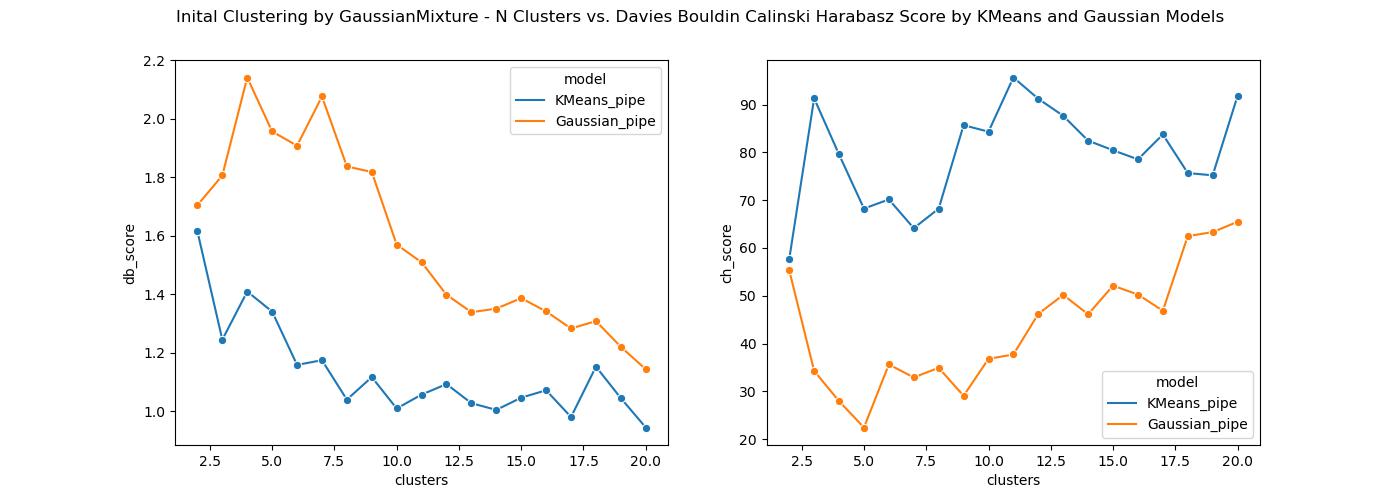 Inital Clustering by GaussianMixture - N Clusters vs. Davies Bouldin Calinski Harabasz Score by KMeans and Gaussian Models
2.2
2.0
1.8
1.6
1.4
1.2
1.0
db_score
model
KMeans_pipe
Gaussian_pipe
2.5 5.0 7.5 10.0 12.5 15.0 17.5 20.0
clusters
90
80
70
60
50
40
30
20
ch_score
model
KMeans_pipe
Gaussian_pipe
2.5 5.0 7.5 10.0 12.5 15.0 17.5 20.0
clusters